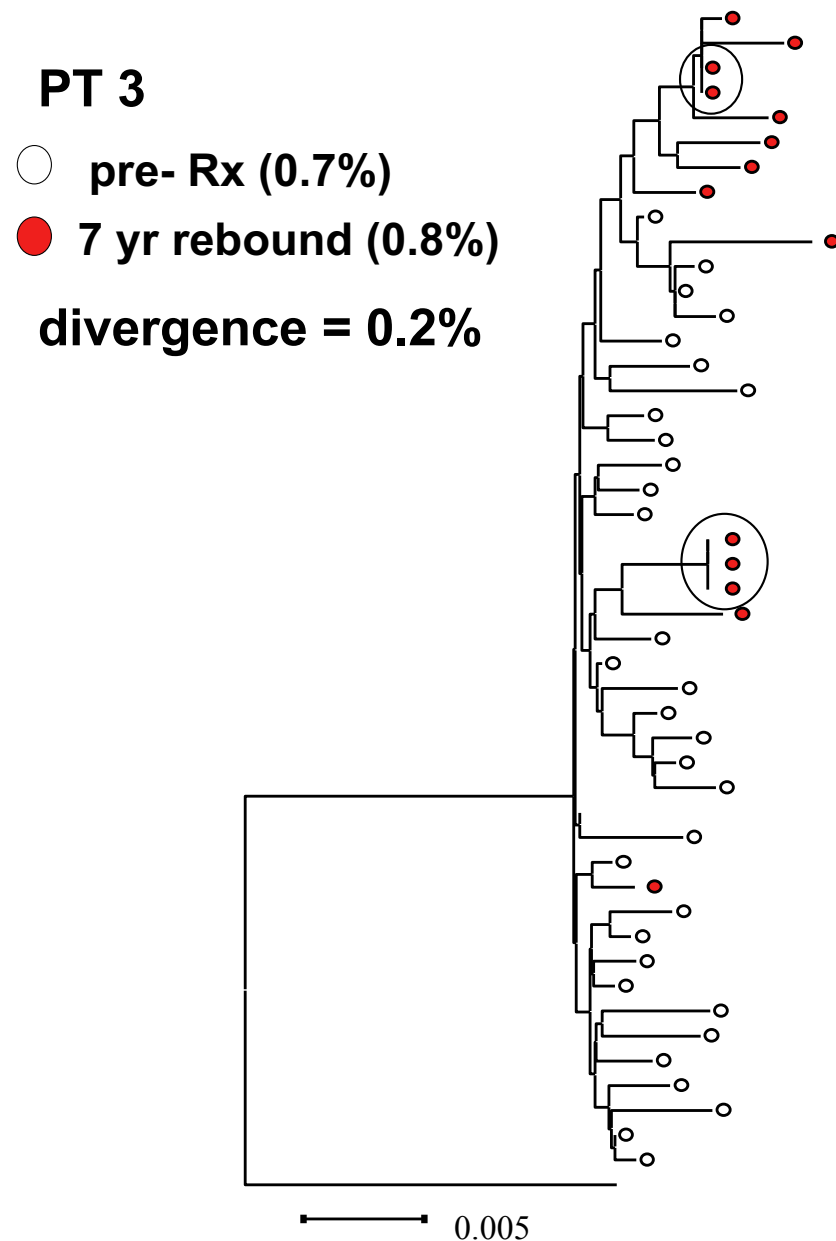 PT 3
pre- Rx (0.7%)
7 yr rebound (0.8%)
divergence = 0.2%
0.005